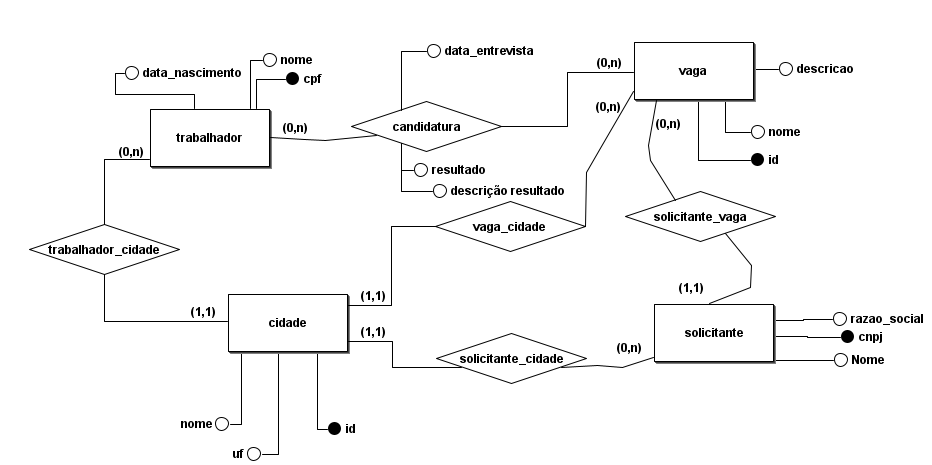 data_entrevista
nome
(0,n)
vaga
descricao
data_nascimento
cpf
(0,n)
(0,n)
candidatura
(0,n)
nome
trabalhador
(0,n)
id
resultado
descrição resultado
solicitante_vaga
vaga_cidade
trabalhador_cidade
(1,1)
(1,1)
(1,1)
razao_social
cidade
(1,1)
solicitante
cnpj
(0,n)
solicitante_cidade
Nome
nome
id
uf